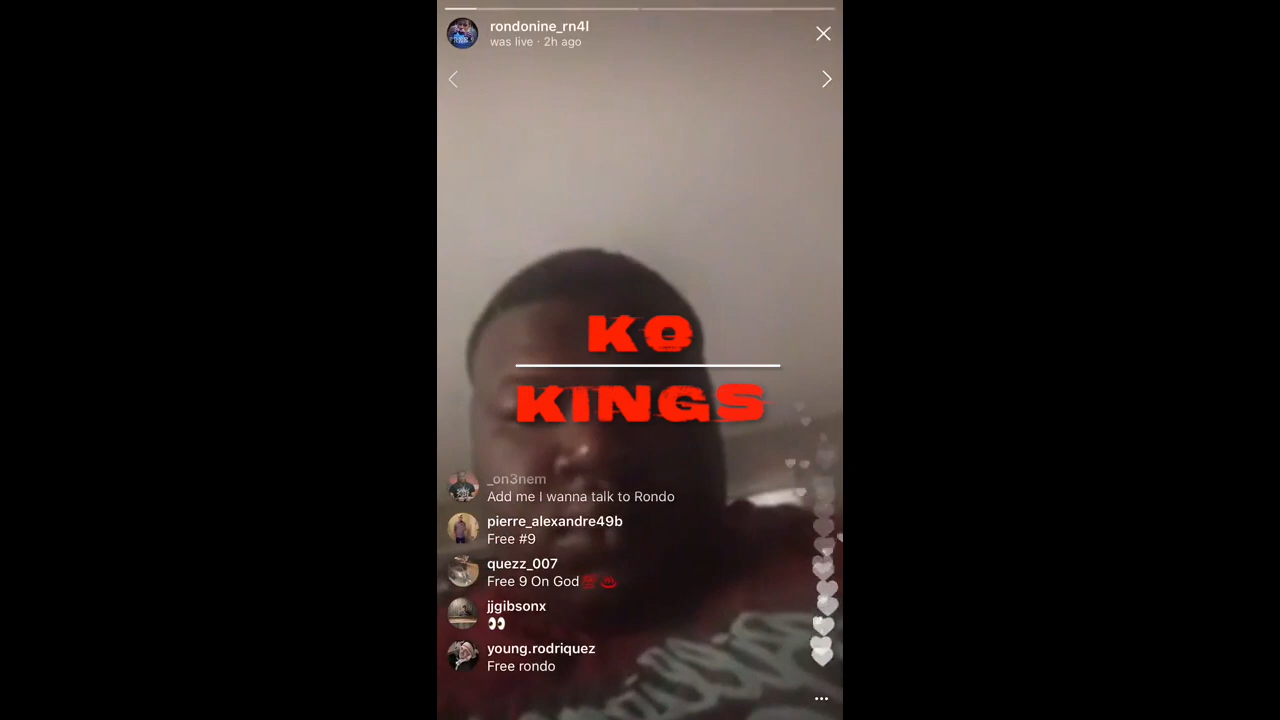 rondonine_rn4l
was live · 2h ago
KO
KINGS
_on3nem
Add me I wanna talk to Rondo
pierre_alexandre49b
Free #9
quezz_007
Free 9 On God
jjgibsonx
👀
young.rodriquez
Free rondo